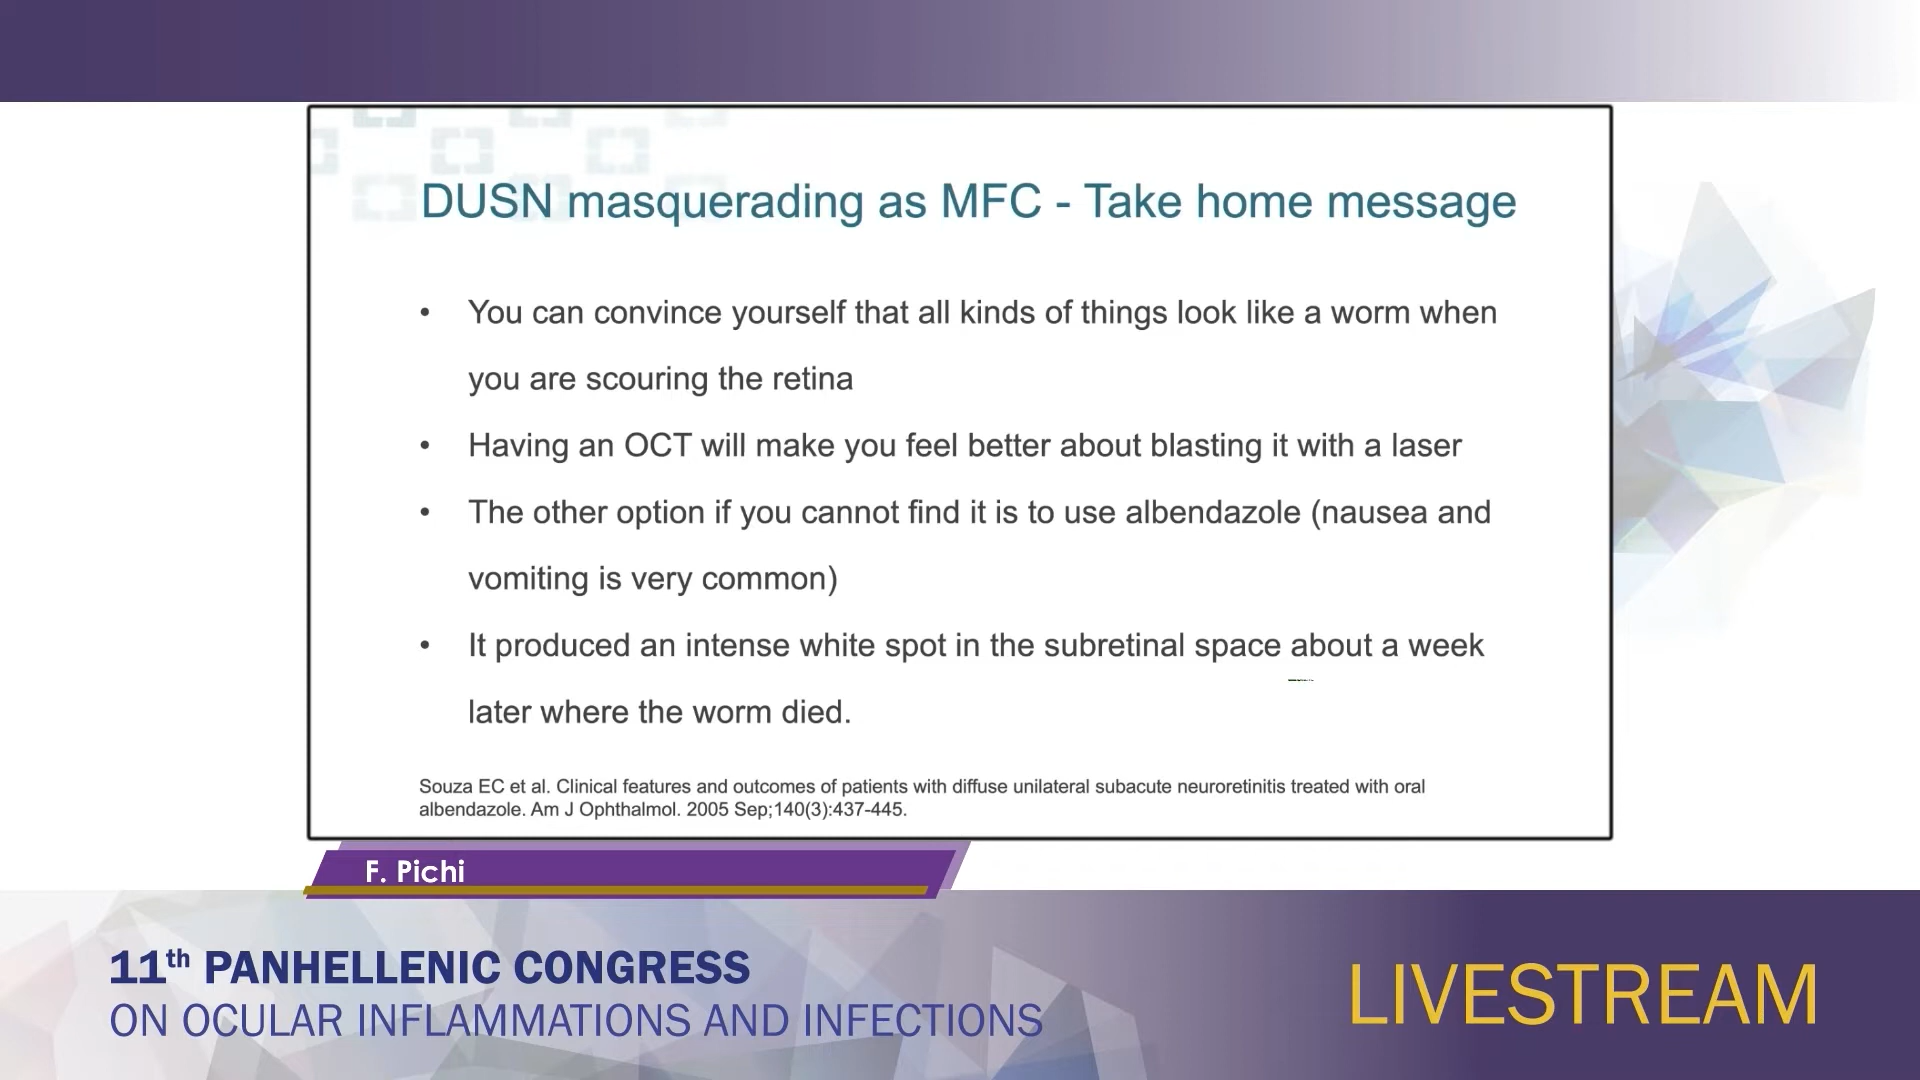 DUSN masquerading as MFC - Take home message
• You can convince yourself that all kinds of things look like a worm when
you are scouring the retina
• Having an OCT will make you feel better about blasting it with a laser
• The other option if you cannot find it is to use albendazole (nausea and
vomiting is very common)
• It produced an intense white spot in the subretinal space about a week
later where the worm died.
Souza EC et al. Clinical features and outcomes of patients with diffuse unilateral subacute neuroretinitis treated with oral
albendazole. Am J Ophthalmol. 2005 Sep;140(3):437-445.
F. Pichi
11th PANHELLENIC CONGRESS
ON OCULAR INFLAMMATIONS AND INFECTIONS
LIVESTREAM